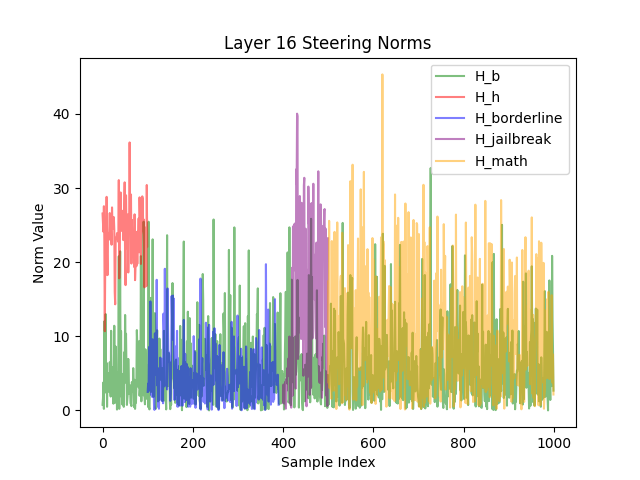 Layer 16 Steering Norms
H_b
H_h
H_borderline
H_jailbreak
H_math
Norm Value
40
30
20
10
0
0
200
400
600
800
1000
Sample Index